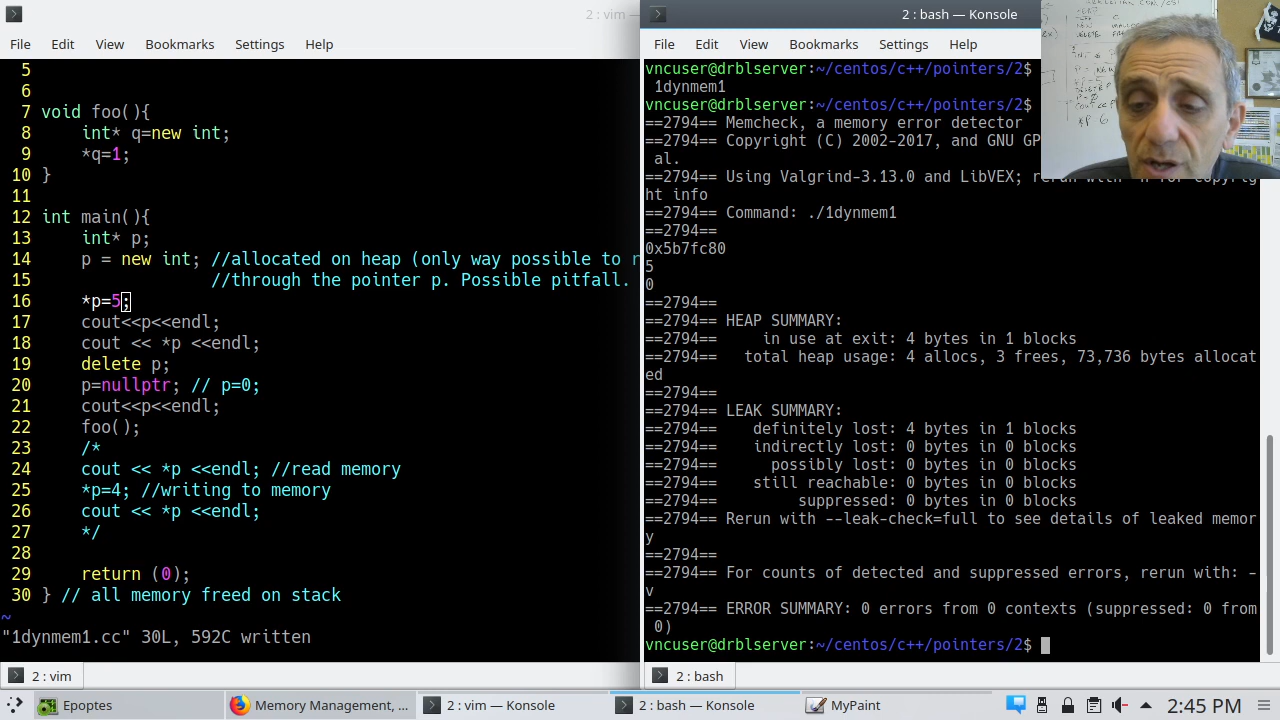 2 : vim —
File Edit View Bookmarks Settings Help
5
6
7 void foo(){
8 int* q=new int;
9 *q=1;
10 }
11
12 int main(){
13 int* p;
14 p = new int; //allocated on heap (only way possible to r
15 //through the pointer p. Possible pitfall.
16 *p=5;
17 cout<<p<<endl;
18 cout << *p <<endl;
19 delete p;
20 p=nullptr; // p=0;
21 cout<<p<<endl;
22 foo();
23 /*
24 cout << *p <<endl; //read memory
25 *p=4; //writing to memory
26 cout << *p <<endl;
27 */
28
29 return (0);
30 } // all memory freed on stack
~
"1dynmem1.cc" 30L, 592C written
2 : vim
2 : bash — Konsole
File Edit View Bookmarks Settings Help
vncuser@drblserver:~/centos/c++/pointers/2$
1dynmem1
vncuser@drblserver:~/centos/c++/pointers/2$
==2794== Memcheck, a memory error detector
==2794== Copyright (C) 2002-2017, and GNU GP
al.
==2794== Using Valgrind-3.13.0 and LibVEX; rerun with -h for copyrig
ht info
==2794== Command: ./1dynmem1
==2794==
0x5b7fc80
5
0
==2794==
==2794== HEAP SUMMARY:
==2794== in use at exit: 4 bytes in 1 blocks
==2794== total heap usage: 4 allocs, 3 frees, 73,736 bytes allocat
ed
==2794==
==2794== LEAK SUMMARY:
==2794== definitely lost: 4 bytes in 1 blocks
==2794== indirectly lost: 0 bytes in 0 blocks
==2794== possibly lost: 0 bytes in 0 blocks
==2794== still reachable: 0 bytes in 0 blocks
==2794== suppressed: 0 bytes in 0 blocks
==2794== Rerun with --leak-check=full to see details of leaked memor
y
==2794==
==2794== For counts of detected and suppressed errors, rerun with: -
v
==2794== ERROR SUMMARY: 0 errors from 0 contexts (suppressed: 0 from
0)
vncuser@drblserver:~/centos/c++/pointers/2$
2 : bash
Epoptes
Memory Management, ...
2 : vim — Konsole
2 : bash — Konsole
MyPaint
2:45 PM